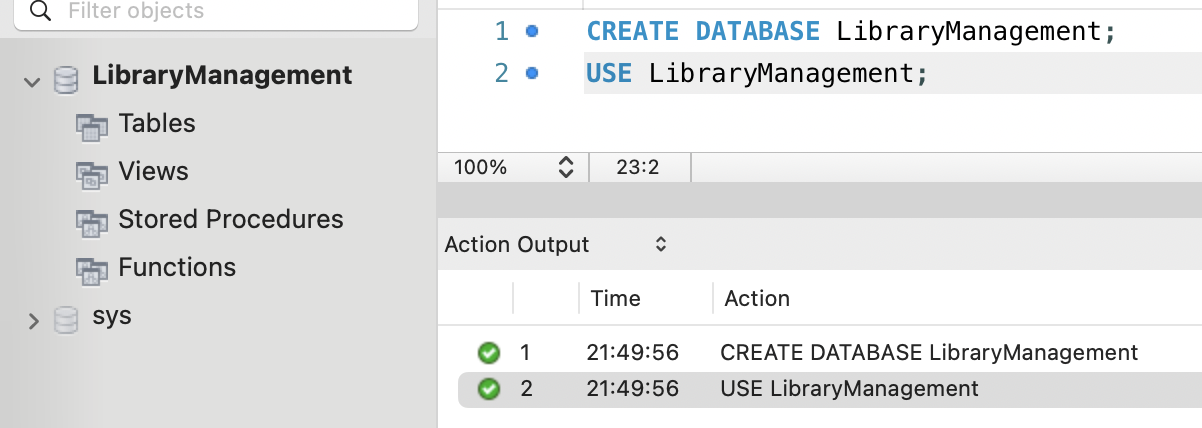 Filter objects
LibraryManagement
Tables
Views
Stored Procedures
Functions
sys
1 CREATE DATABASE LibraryManagement;
2 USE LibraryManagement;
100% 23:2
Action Output
Time Action
1 21:49:56 CREATE DATABASE LibraryManagement
2 21:49:56 USE LibraryManagement